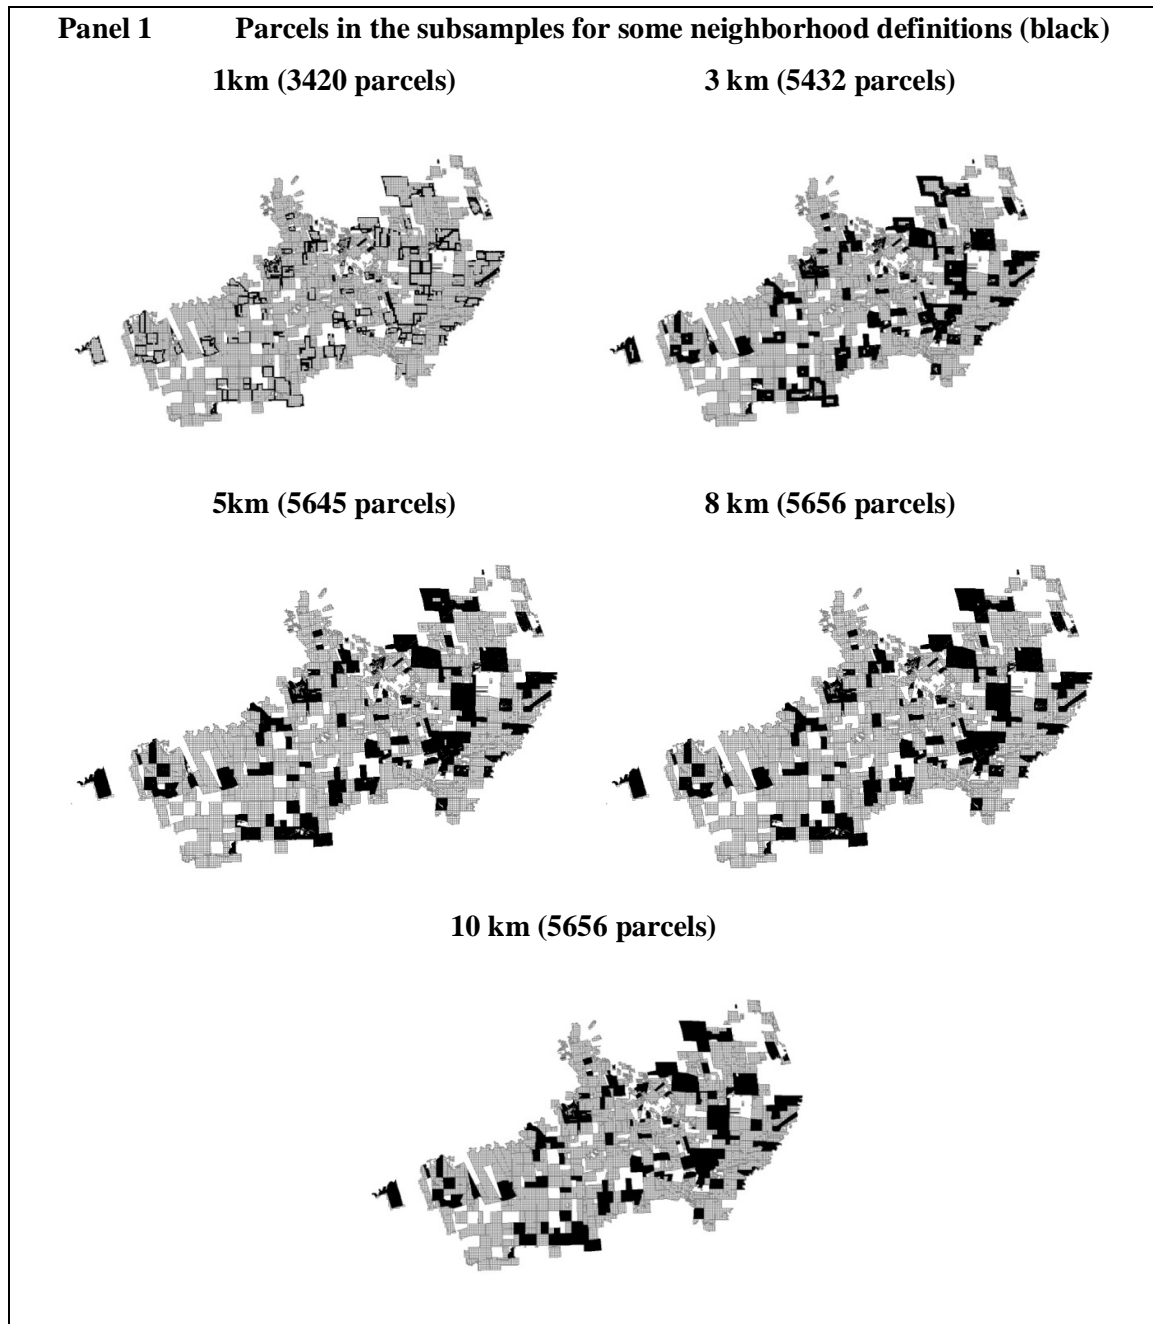 Panel 1 Parcels in the subsamples for some neighborhood definitions (black)
1km (3420 parcels) 3 km (5432 parcels)
5km (5645 parcels) 8 km (5656 parcels)
10 km (5656 parcels)